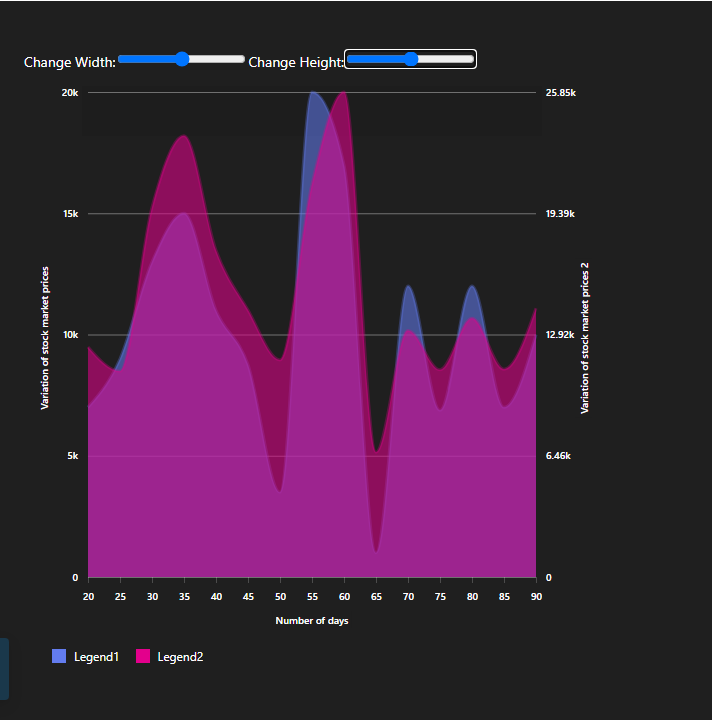 Change Width: Change Height:
20k 25.85k
15k 19.39k
Variation of stock market prices
Variation of stock market prices 2
10k 12.92k
5k 6.46k
0 0
20 25 30 35 40 45 50 55 60 65 70 75 80 85 90
Number of days
Legend1 Legend2